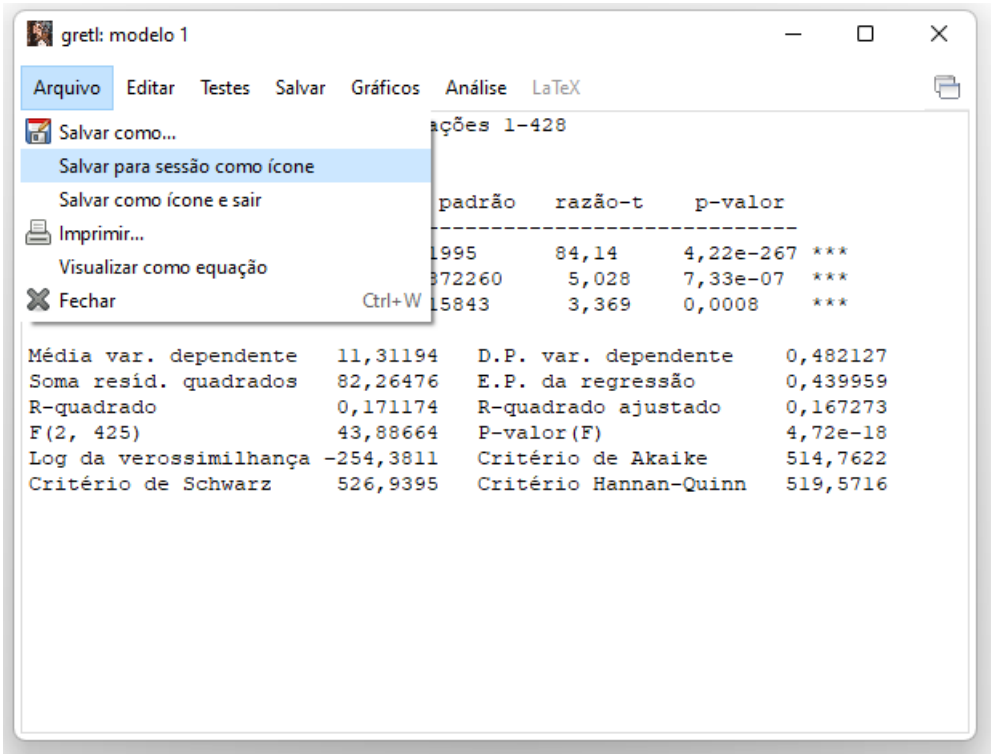 gretl: modelo 1
Arquivo Editar Testes Salvar Gráficos Análise LaTeX
Salvar como...
Salvar para sessão como ícone
Salvar como ícone e sair
Imprimir...
Visualizar como equação
Fechar Ctrl+W
ações 1-428
padrão razão-t p-valor
-----------------------------
1995 84,14 4,22e-267 ***
372260 5,028 7,33e-07 ***
15843 3,369 0,0008 ***
Média var. dependente 11,31194 D.P. var. dependente 0,482127
Soma resíd. quadrados 82,26476 E.P. da regressão 0,439959
R-quadrado 0,171174 R-quadrado ajustado 0,167273
F(2, 425) 43,88664 P-valor(F) 4,72e-18
Log da verossimilhança -254,3811 Critério de Akaike 514,7622
Critério de Schwarz 526,9395 Critério Hannan-Quinn 519,5716